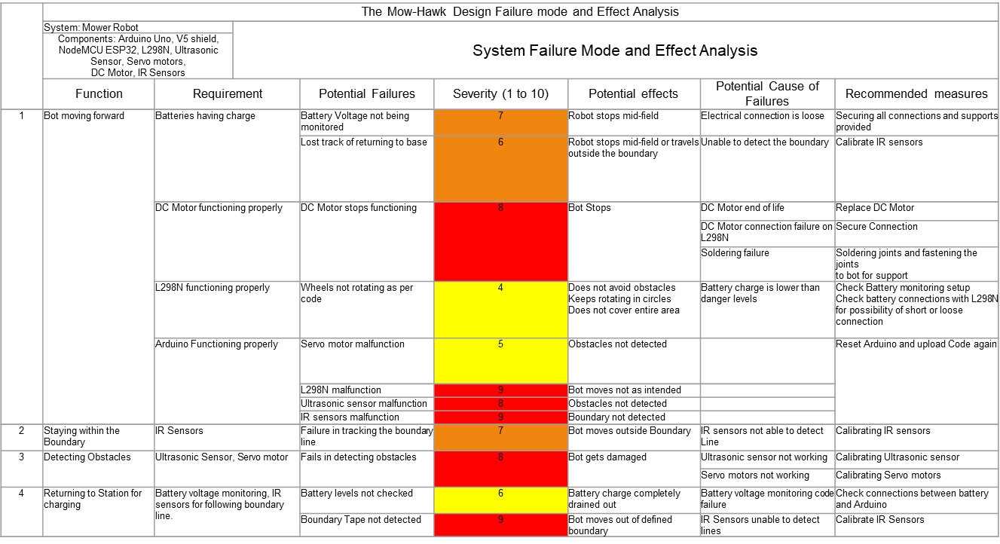 The Mow-Hawk Design Failure mode and Effect Analysis
System: Mower Robot
Components: Arduino Uno, V5 shield,
NodeMCU ESP32, L298N, Ultrasonic
Sensor, Servo motors,
DC Motor, IR Sensors
System Failure Mode and Effect Analysis
Function
Requirement
Potential Failures
Severity (1 to 10)
Potential effects
Potential Cause of
Failures
Recommended measures
1
Bot moving forward
Batteries having charge
Battery Voltage not being
monitored
7
Robot stops mid-field
Electrical connection is loose
Securing all connections and supports
provided
Lost track of returning to base
6
Robot stops mid-field or travels
outside the boundary
Unable to detect the boundary
Calibrate IR sensors
DC Motor functioning properly
DC Motor stops functioning
8
Bot Stops
DC Motor end of life
Replace DC Motor
DC Motor connection failure on
L298N
Secure Connection
Soldering failure
Soldering joints and fastening the
joints
to bot for support
L298N functioning properly
Wheels not rotating as per
code
4
Does not avoid obstacles
Keeps rotating in circles
Does not cover entire area
Battery charge is lower than
danger levels
Check Battery monitoring setup
Check battery connections with L298N
for possibility of short or loose
connection
Arduino Functioning properly
Servo motor malfunction
5
Obstacles not detected
Reset Arduino and upload Code again
L298N malfunction
9
Bot moves not as intended
Ultrasonic sensor malfunction
8
Obstacles not detected
IR sensors malfunction
9
Boundary not detected
2
Staying within the
Boundary
IR Sensors
Failure in tracking the boundary
line
7
Bot moves outside Boundary
IR sensors not able to detect
Line
Calibrating IR sensors
3
Detecting Obstacles
Ultrasonic Sensor, Servo motor
Fails in detecting obstacles
8
Bot gets damaged
Ultrasonic sensor not working
Calibrating Ultrasonic sensor
Servo motors not working
Calibrating Servo motors
4
Returning to Station for
charging
Battery voltage monitoring, IR
sensors for following boundary
line.
Battery levels not checked
6
Battery charge completely
drained out
Battery voltage monitoring code
failure
Check connections between battery
and Arduino
Boundary Tape not detected
9
Bot moves out of defined
boundary
IR Sensors unable to detect
lines
Calibrate IR Sensors